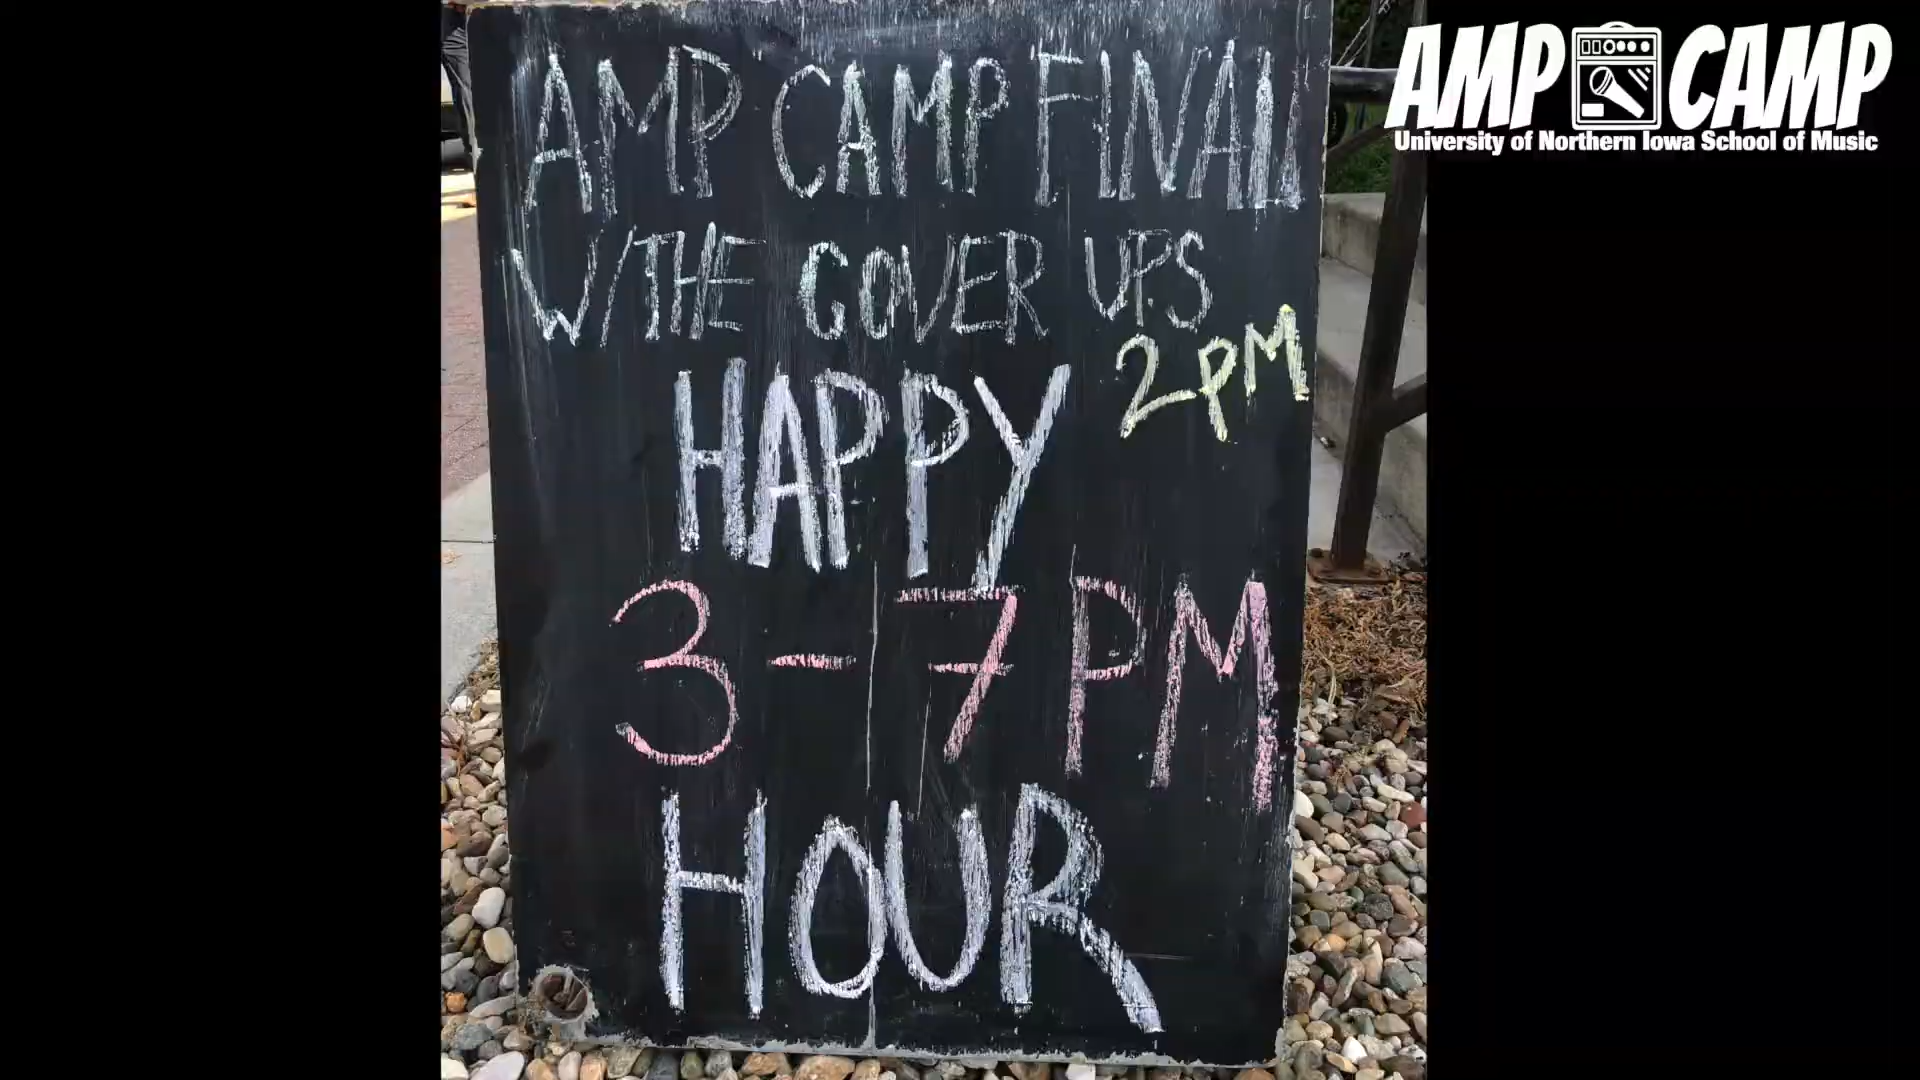 AMP CAMP FINAL
W/THE COVER UPS
2PM
HAPPY
3-7PM
HOUR
AMP CAMP
University of Northern Iowa School of Music